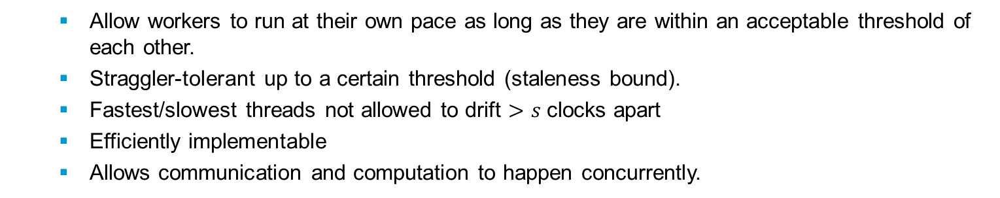 ▪ Allow workers to run at their own pace as long as they are within an acceptable threshold of
each other.
▪ Straggler-tolerant up to a certain threshold (staleness bound).
▪ Fastest/slowest threads not allowed to drift > s clocks apart
▪ Efficiently implementable
▪ Allows communication and computation to happen concurrently.